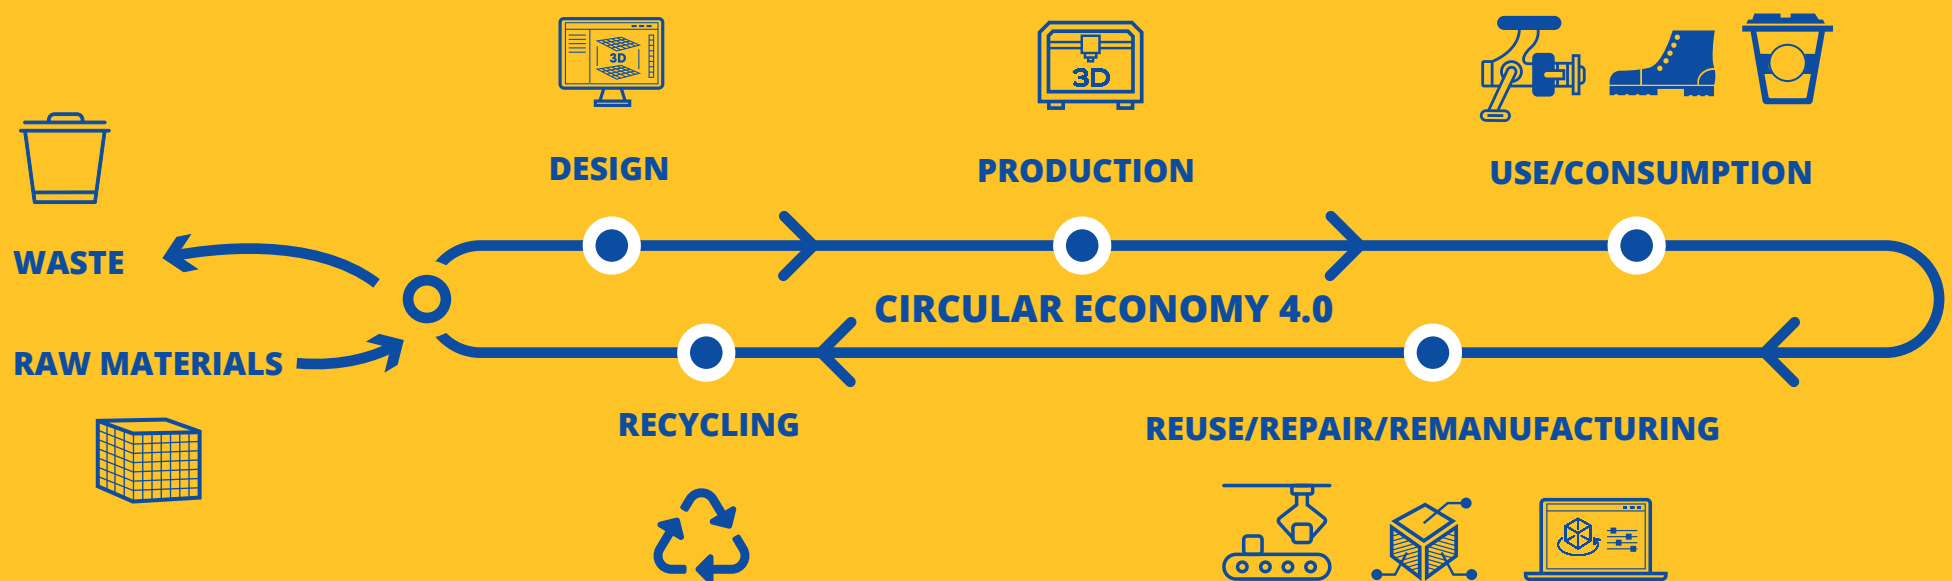 3D
3D
DESIGN
PRODUCTION
USE/CONSUMPTION
WASTE
CIRCULAR ECONOMY 4.0
RAW MATERIALS
RECYCLING
REUSE/REPAIR/REMANUFACTURING